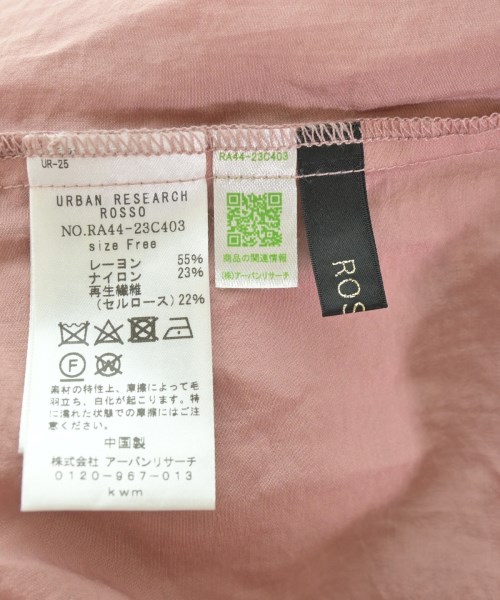 UR-25
URBAN RESEARCH
ROSSO
NO.RA44-23C403
size Free
レーヨン 55%
ナイロン 23%
再生繊維
(セルロース) 22%
F
W
素材の特性上、摩擦によって毛
羽立ち、白化が起こります。特
に濡れた状態での摩擦にはご注
意ください。
中国製
株式会社 アーバンリサーチ
0120-967-013
kwm
RA44-23C403
商品の関連情報
(株)アーバンリサーチ
ROS